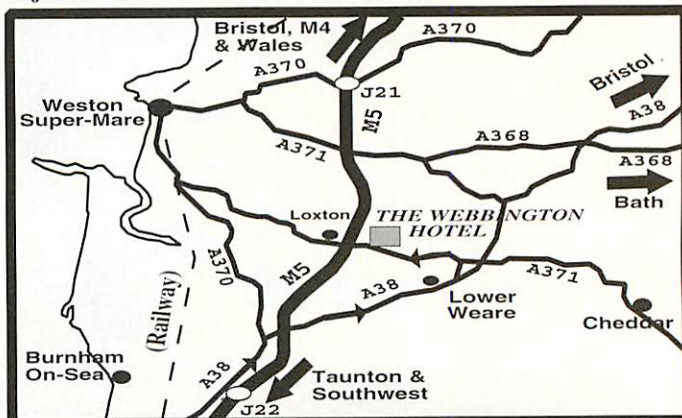 Bristol, M4
& Wales
A370
A370
Bristol
J21
Weston
Super-Mare
M5
A38
A371
A368
A368
Bath
Loxton
THE WEBBINGTON
HOTEL
A370
M5
(Railway)
A38
A371
Lower
Weare
Cheddar
Burnham
On-Sea
A38
Taunton &
Southwest
J22